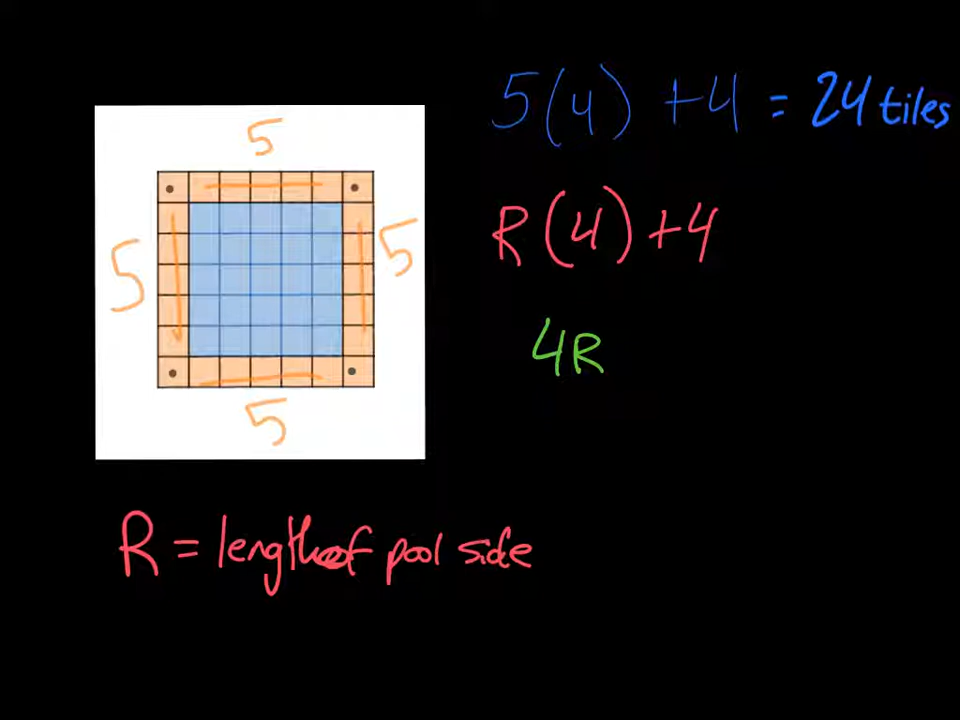 5
5(4) +4 = 24 tiles
5
5
R(4)+4
4R
5
R = length of pool side